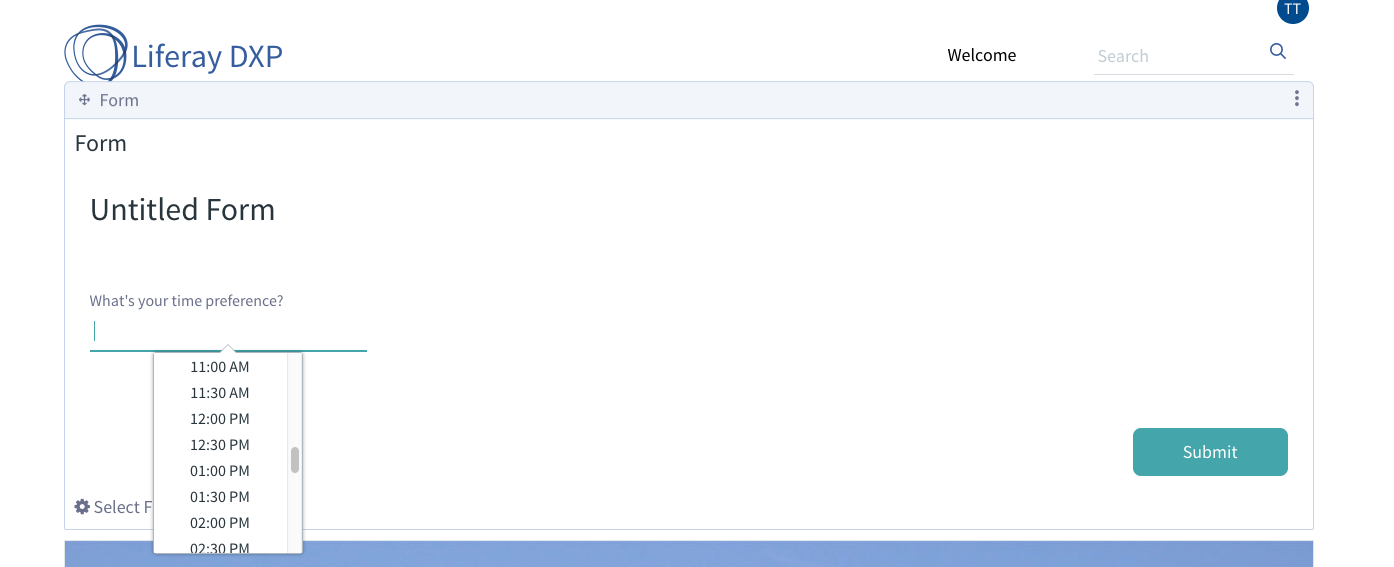 TT
Liferay DXP
Welcome
Search
Form
Form
Untitled Form
What's your time preference?
11:00 AM
11:30 AM
12:00 PM
12:30 PM
01:00 PM
01:30 PM
02:00 PM
02:30 PM
Submit
Select F